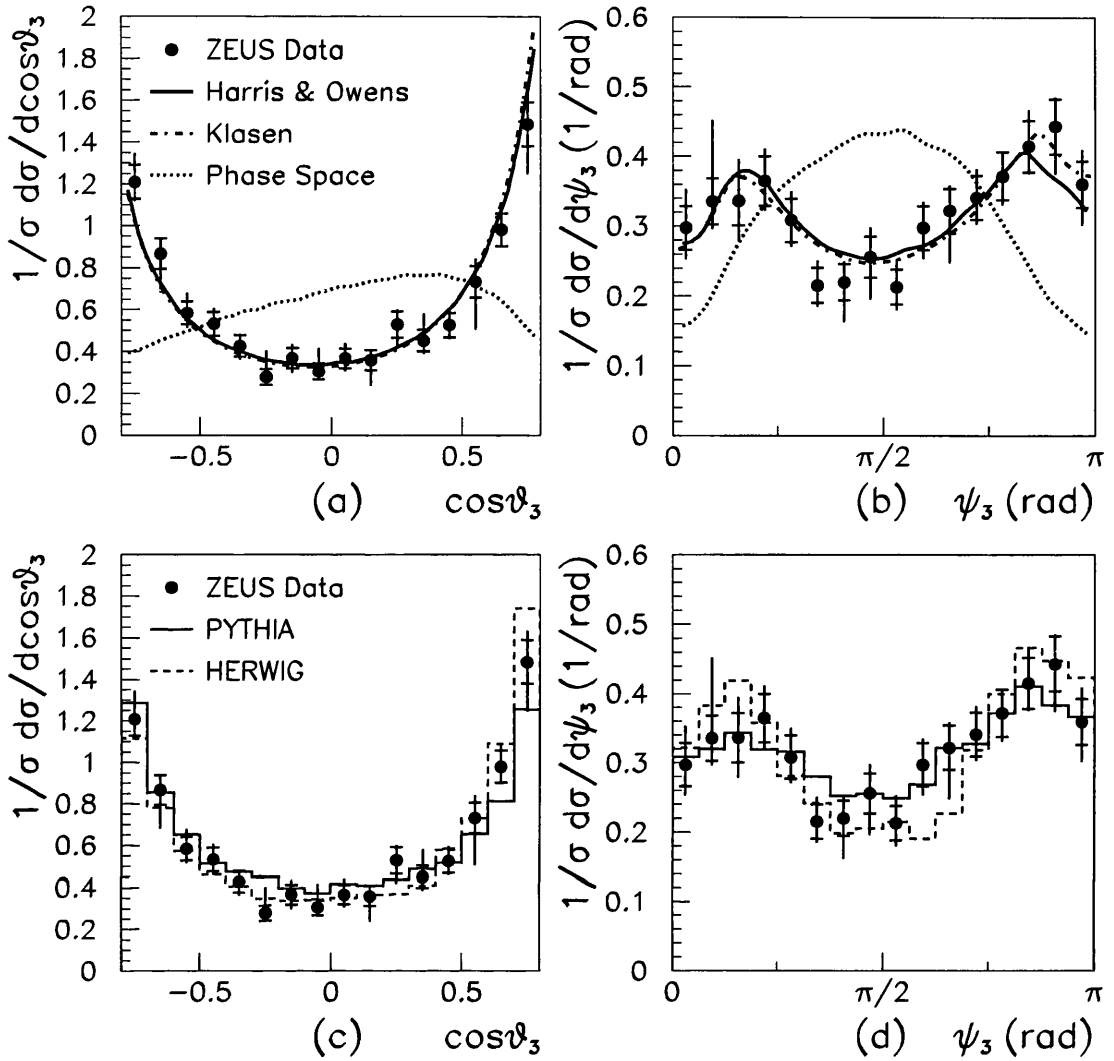 1/σ dσ/dcosϑ₃
2
1.8
1.6
1.4
1.2
1
0.8
0.6
0.4
0.2
0
ZEUS Data
Harris & Owens
Klasen
Phase Space
−0.5
0
0.5
(a)
cosϑ₃
1/σ dσ/dψ₃ (1/rad)
0.6
0.5
0.4
0.3
0.2
0.1
0
0
π/2
π
(b)
ψ₃ (rad)
1/σ dσ/dcosϑ₃
2
1.8
1.6
1.4
1.2
1
0.8
0.6
0.4
0.2
0
ZEUS Data
PYTHIA
HERWIG
−0.5
0
0.5
(c)
cosϑ₃
1/σ dσ/dψ₃ (1/rad)
0.6
0.5
0.4
0.3
0.2
0.1
0
0
π/2
π
(d)
ψ₃ (rad)